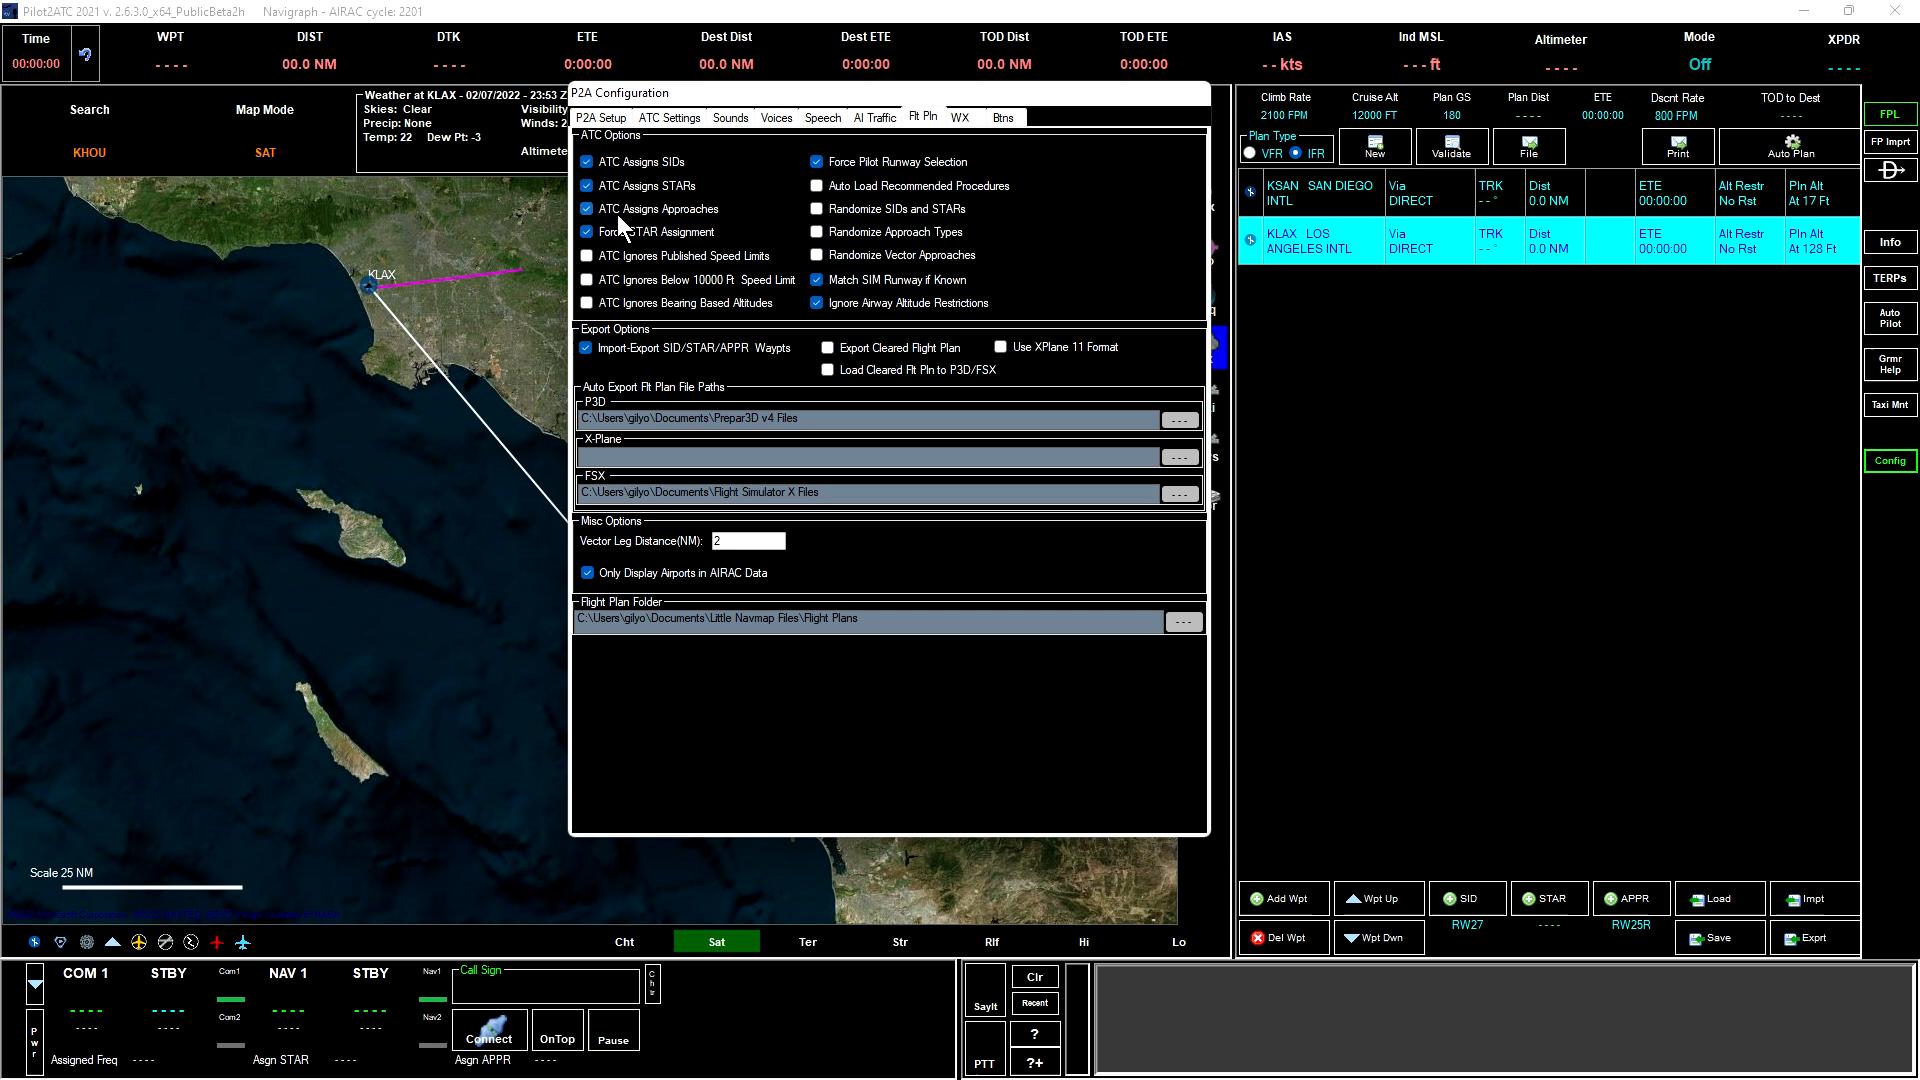 Pilot2ATC 2021 v. 2.6.3.0_x64_PublicBeta2h Navigraph - AIRAC cycle: 2201
Time WPT DIST DTK ETE Dest Dist Dest ETE TOD Dist TOD ETE IAS Ind MSL Altimeter Mode XPDR
00:00:00 - - - - 00.0 NM - - - - 0:00:00 00.0 NM 0:00:00 00.0 NM 0:00:00 - - kts - - - ft - - - - Off - - - -
Search Map Mode
KHOU SAT
Weather at KLAX - 02/07/2022 - 23:53 Z
Skies: Clear Visibility
Precip: None Winds: 2
Temp: 22 Dew Pt: -3
Altimete
KLAX
Scale 25 NM
P2A Configuration
P2A Setup ATC Settings Sounds Voices Speech AI Traffic Flt Pln WX Btns
ATC Options
ATC Assigns SIDs Force Pilot Runway Selection
ATC Assigns STARs Auto Load Recommended Procedures
ATC Assigns Approaches Randomize SIDs and STARs
Force STAR Assignment Randomize Approach Types
ATC Ignores Published Speed Limits Randomize Vector Approaches
ATC Ignores Below 10000 Ft Speed Limit Match SIM Runway if Known
ATC Ignores Bearing Based Altitudes Ignore Airway Altitude Restrictions
Export Options
Import-Export SID/STAR/APPR Waypts Export Cleared Flight Plan Use XPlane 11 Format
Load Cleared Flt Pln to P3D/FSX
Auto Export Flt Plan File Paths
P3D
C:\Users\gilyo\Documents\Prepar3D v4 Files - - -
X-Plane
- - -
FSX
C:\Users\gilyo\Documents\Flight Simulator X Files - - -
Misc Options
Vector Leg Distance(NM): 2
Only Display Airports in AIRAC Data
Flight Plan Folder
C:\Users\gilyo\Documents\Little Navmap Files\Flight Plans - - -
Climb Rate Cruise Alt Plan GS Plan Dist ETE Dscnt Rate TOD to Dest
2100 FPM 12000 FT 180 - - - - 00:00:00 800 FPM - - - -
Plan Type
VFR IFR New Validate File Print Auto Plan
KSAN SAN DIEGO Via TRK Dist ETE Alt Restr Pln Alt
INTL DIRECT - - ° 0.0 NM 00:00:00 No Rst At 17 Ft
KLAX LOS Via TRK Dist ETE Alt Restr Pln Alt
ANGELES INTL DIRECT - - ° 0.0 NM 00:00:00 No Rst At 128 Ft
FPL
FP Imprt
D
Info
TERPs
Auto
Pilot
Grmr
Help
Taxi Mnt
Config
Add Wpt Wpt Up SID STAR APPR Load Impt
RW27 - - - - RW25R
Del Wpt Wpt Dwn Save Exprt
Cht Sat Ter Str Rlf Hi Lo
COM 1 STBY Com1 NAV 1 STBY Nav1
- - - - - - - - - - - - - - - -
Com2 Nav2
- - - - - - - - - - - - - - - -
Pwr
Assigned Freq - - - - Asgn STAR - - - - Asgn APPR - - - -
Call Sign
Chtr
Connect OnTop Pause
SayIt Clr
Recent
?
PTT ?+